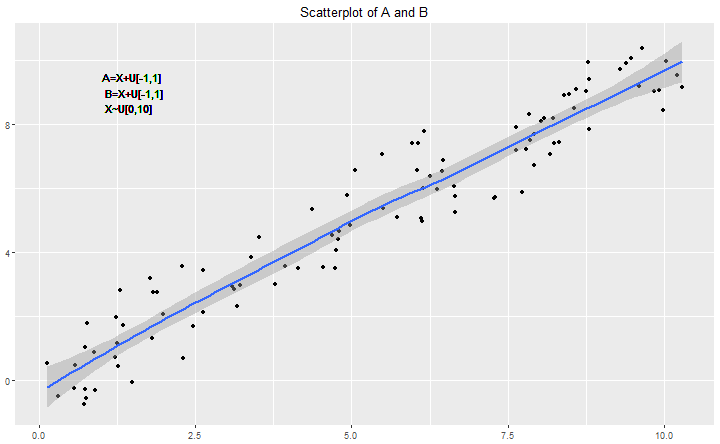 Scatterplot of A and B
A=X+U[-1,1]
B=X+U[-1,1]
X~U[0,10]
8
4
0
0.0 2.5 5.0 7.5 10.0